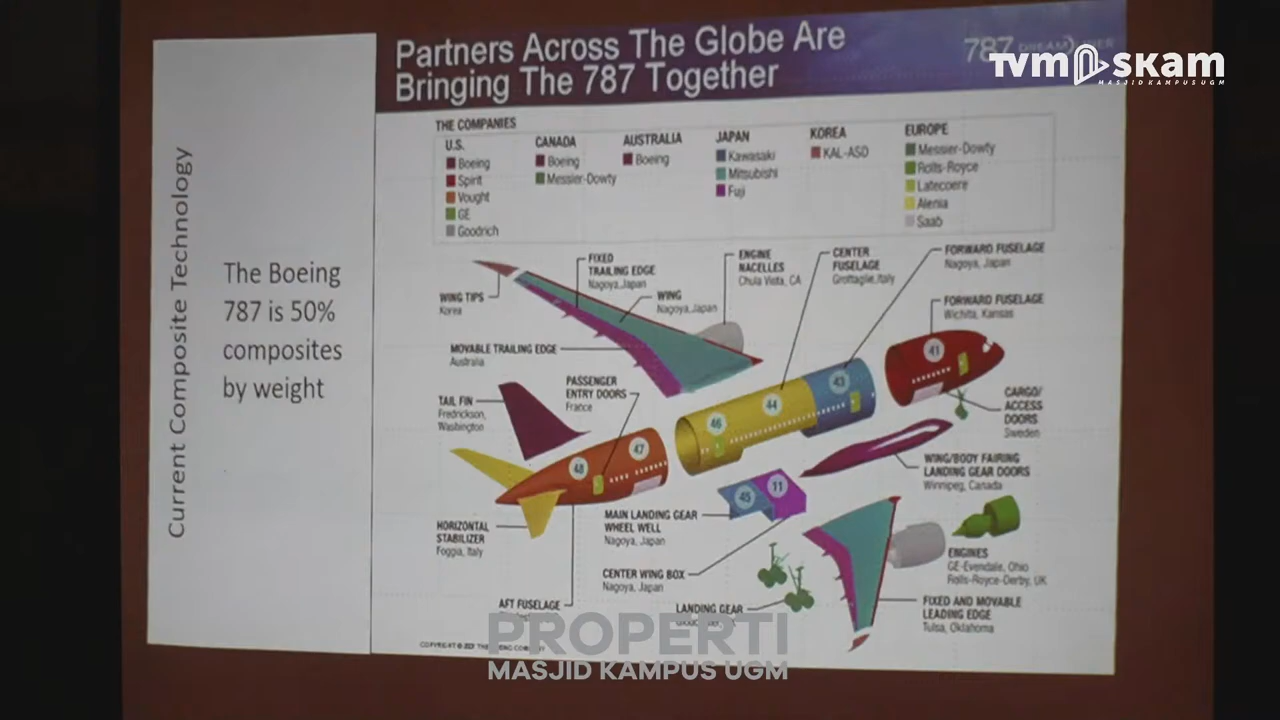 Partners Across The Globe Are
Bringing The 787 Together
787
TVM SKAM
MASJID KAMPUS UGM
Current Composite Technology
The Boeing
787 is 50%
composites
by weight
THE COMPANIES
U.S.
Boeing
Spirit
Vought
GE
Goodrich
CANADA
Boeing
Messier-Dowty
AUSTRALIA
Boeing
JAPAN
Kawasaki
Mitsubishi
Fuji
KOREA
KAL-ASD
EUROPE
Messier-Dowty
Rolls-Royce
Latecoere
Alenia
Saab
WING TIPS
Korea
FIXED
TRAILING EDGE
Nagoya, Japan
WING
Nagoya, Japan
ENGINE
NACELLES
Chula Vista, CA
CENTER
FUSELAGE
Grottaglie, Italy
FORWARD FUSELAGE
Nagoya, Japan
FORWARD FUSELAGE
Wichita, Kansas
MOVABLE TRAILING EDGE
Australia
TAIL FIN
Fredrickson,
Washington
PASSENGER
ENTRY DOORS
France
41
43
44
46
47
48
45
11
CARGO/
ACCESS
DOORS
Sweden
WING/BODY FAIRING
LANDING GEAR DOORS
Winnipeg, Canada
HORIZONTAL
STABILIZER
Foggia, Italy
MAIN LANDING GEAR
WHEEL WELL
Nagoya, Japan
CENTER WING BOX
Nagoya, Japan
AFT FUSELAGE
LANDING GEAR
ENGINES
GE-Evendale, Ohio
Rolls-Royce-Derby, UK
FIXED AND MOVABLE
LEADING EDGE
Tulsa, Oklahoma
PROPERTI
MASJID KAMPUS UGM